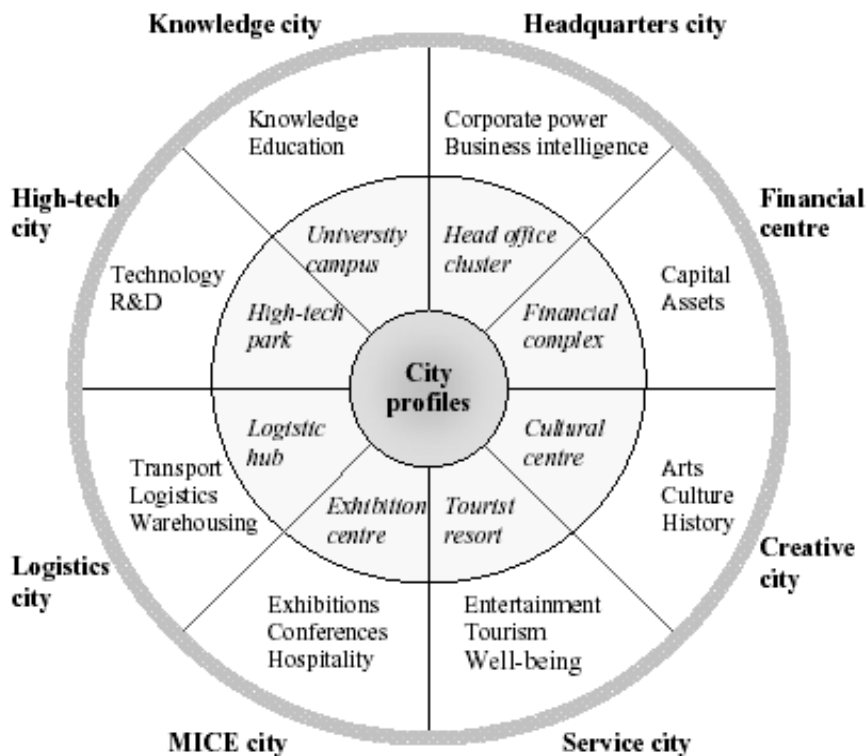 Knowledge city
Headquarters city
Knowledge
Education
Corporate power
Business intelligence
High-tech
city
Financial
centre
University
campus
Head office
cluster
Technology
R&D
Capital
Assets
High-tech
park
Financial
complex
City
profiles
Logistic
hub
Cultural
centre
Transport
Logistics
Warehousing
Arts
Culture
History
Exhibition
centre
Tourist
resort
Logistics
city
Creative
city
Exhibitions
Conferences
Hospitality
Entertainment
Tourism
Well-being
MICE city
Service city